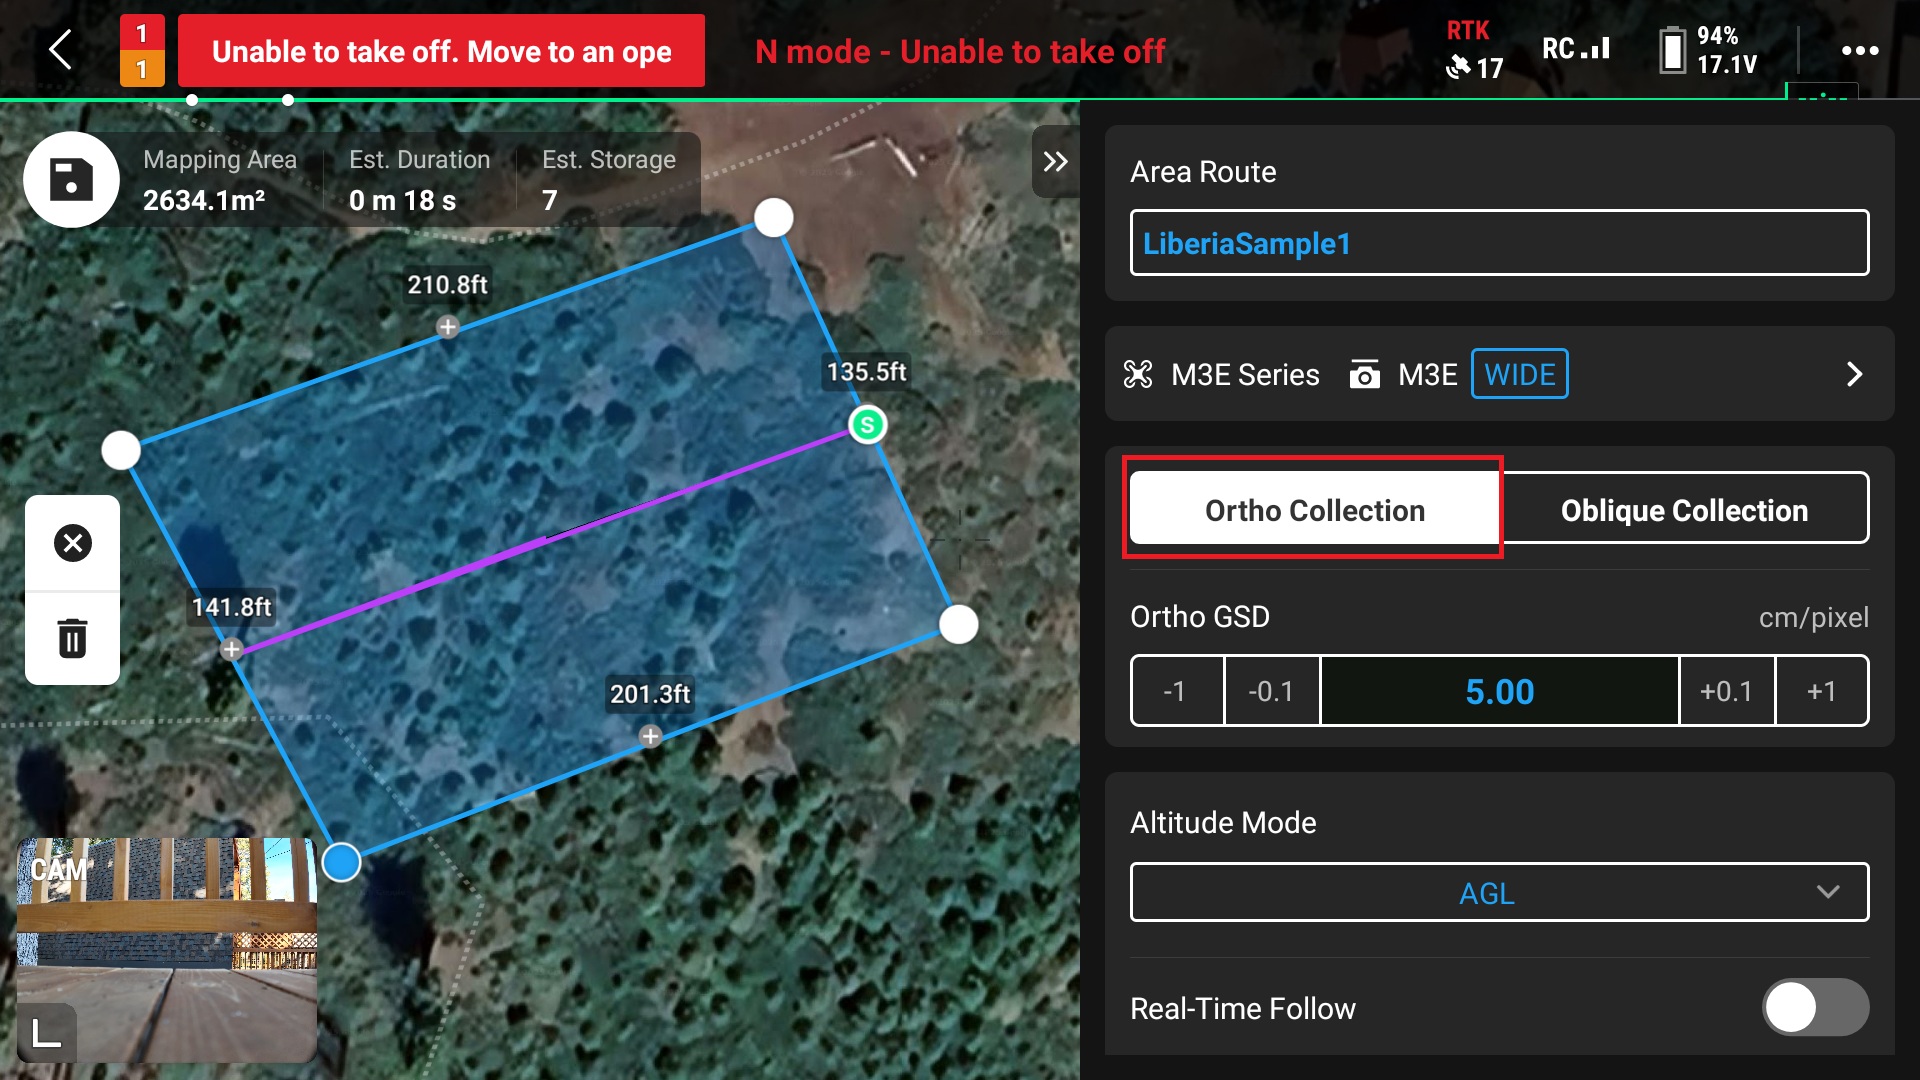 1
1
Unable to take off. Move to an ope
N mode - Unable to take off
RTK
17
RC
94%
17.1V
Mapping Area
2634.1m²
Est. Duration
0 m 18 s
Est. Storage
7
210.8ft
135.5ft
S
141.8ft
201.3ft
CAM
Area Route
LiberiaSample1
M3E Series
M3E
WIDE
Ortho Collection
Oblique Collection
Ortho GSD
cm/pixel
-1
-0.1
5.00
+0.1
+1
Altitude Mode
AGL
Real-Time Follow